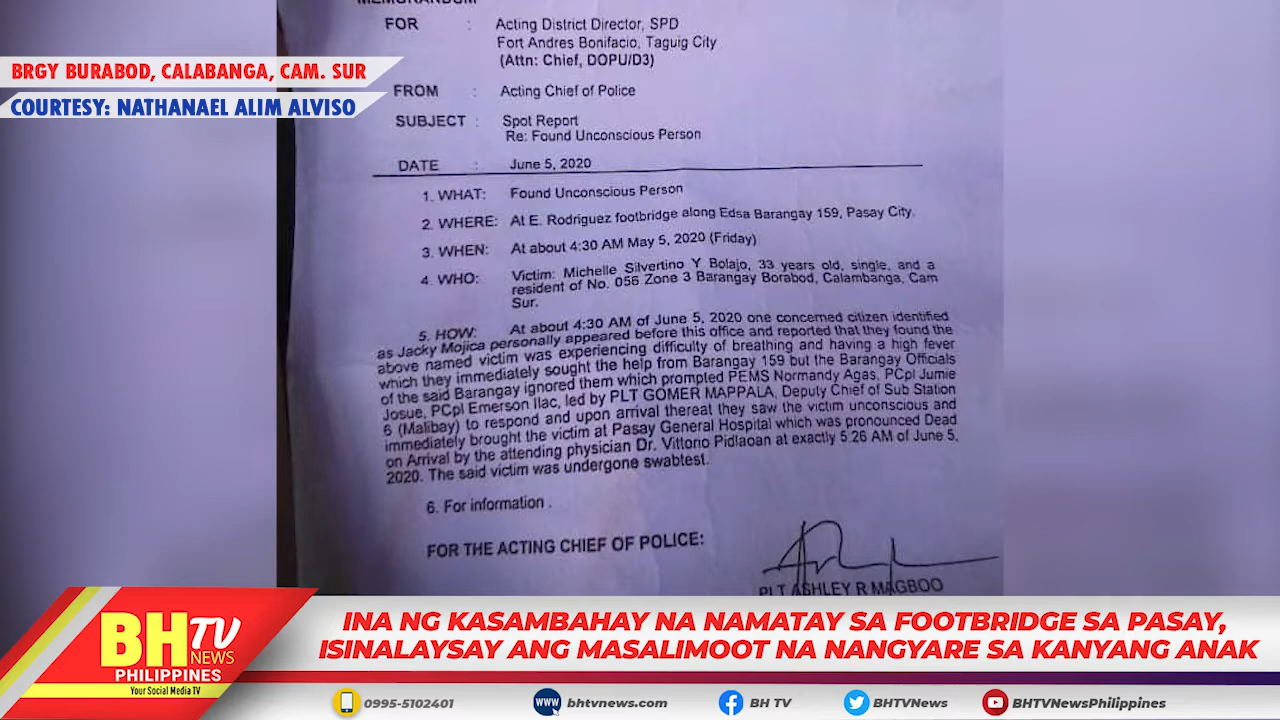 MEMORANDUM
FOR : Acting District Director, SPD
Fort Andres Bonifacio, Taguig City
(Attn: Chief, DOPU/D3)
FROM : Acting Chief of Police
SUBJECT : Spot Report
Re: Found Unconscious Person
DATE : June 5, 2020
1. WHAT: Found Unconscious Person
2. WHERE: At E. Rodriguez footbridge along Edsa Barangay 159, Pasay City.
3. WHEN: At about 4:30 AM May 5, 2020 (Friday)
4. WHO: Victim: Michelle Silvertino Y Bolajo, 33 years old, single, and a
resident of No. 056 Zone 3 Barangay Borabod, Calambanga, Cam
Sur.
5. HOW: At about 4:30 AM of June 5, 2020 one concerned citizen identified
as Jacky Mojica personally appeared before this office and reported that they found the
above named victim was experiencing difficulty of breathing and having a high fever
which they immediately sought the help from Barangay 159 but the Barangay Officials
of the said Barangay ignored them which prompted PEMS Normandy Agas, PCpl Jumie
Josue, PCpl Emerson Ilac, led by PLT GOMER MAPPALA, Deputy Chief of Sub Station
6 (Malibay) to respond and upon arrival thereat they saw the victim unconscious and
immediately brought the victim at Pasay General Hospital which was pronounced Dead
on Arrival by the attending physician Dr. Vittorio Pidlaoan at exactly 5:26 AM of June 5,
2020. The said victim was undergone swabtest.
6. For information .
FOR THE ACTING CHIEF OF POLICE:
PLT ASHLEY R MAGBOO
BRGY BURABOD, CALABANGA, CAM. SUR
COURTESY: NATHANAEL ALIM ALVISO
BH TV
NEWS
PHILIPPINES
Your Social Media TV
INA NG KASAMBAHAY NA NAMATAY SA FOOTBRIDGE SA PASAY,
ISINALAYSAY ANG MASALIMOOT NA NANGYARE SA KANYANG ANAK
0995-5102401
WWW bhtvnews.com
BH TV
BHTVNews
BHTVNewsPhilippines